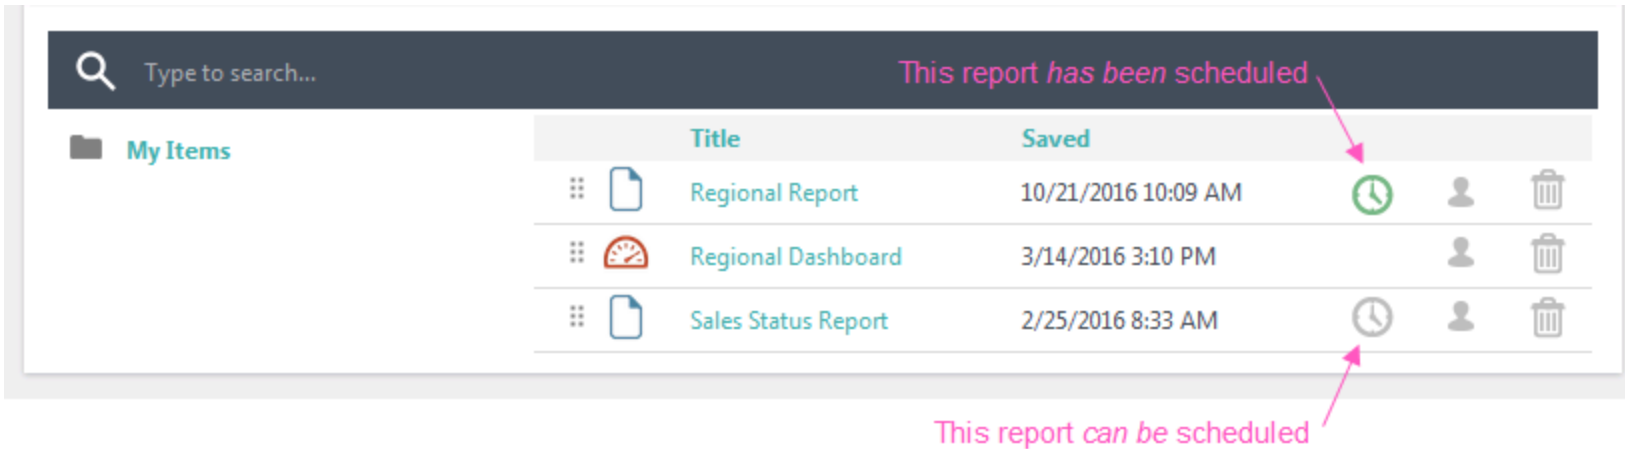 Type to search...
This report has been scheduled
My Items
Title Saved
Regional Report 10/21/2016 10:09 AM
Regional Dashboard 3/14/2016 3:10 PM
Sales Status Report 2/25/2016 8:33 AM
This report can be scheduled